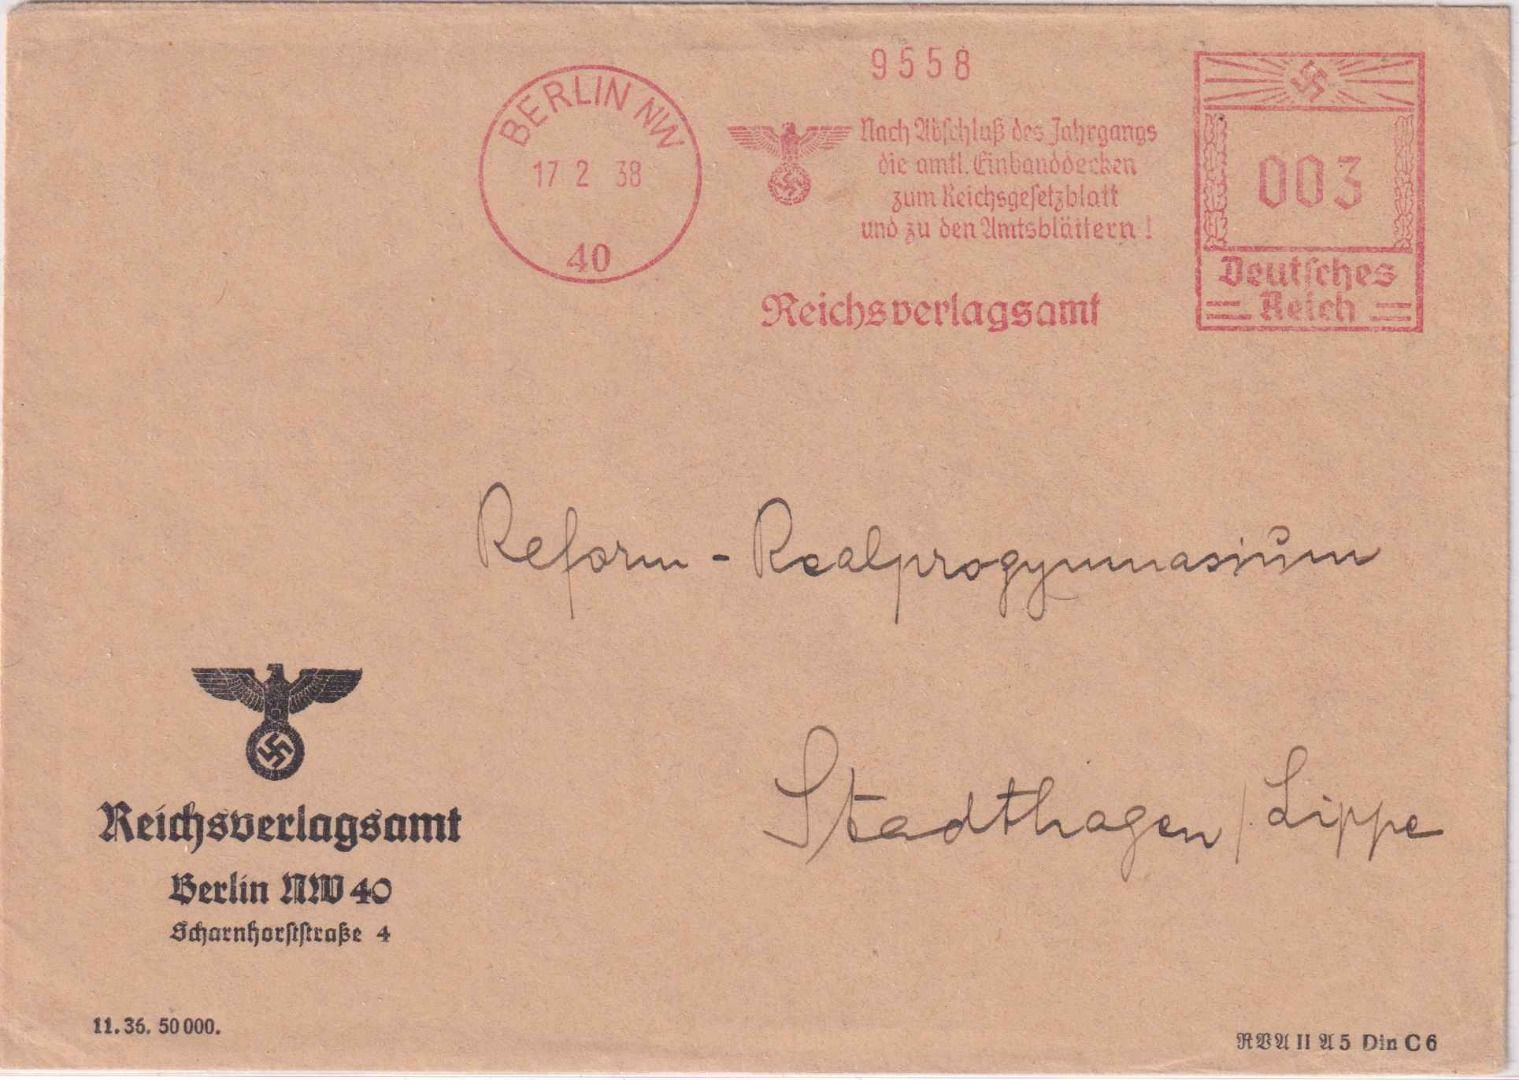 9558
BERLIN NW
17 2 38
40
Nach Abschluß des Jahrgangs
die amtl. Einbanddecken
zum Reichsgesetzblatt
und zu den Amtsblättern!
Reichsverlagsamt
003
Deutsches
Reich
Reform-Realprogymnasium
Stadthagen/Lippe
Reichsverlagsamt
Berlin NW 40
Scharnhorststraße 4
11.36. 50000.
RVA II A5 Din C6